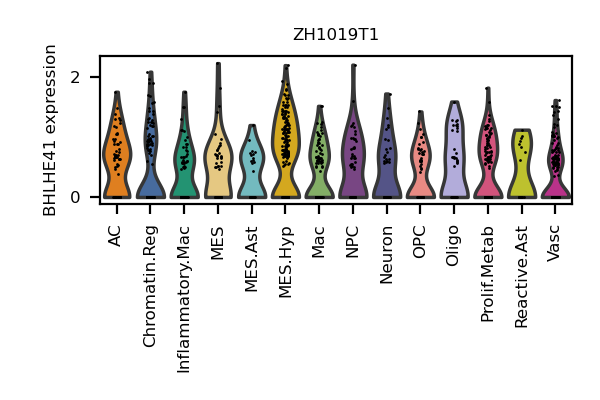 ZH1019T1
BHLHE41 expression
2
0
AC
Chromatin.Reg
Inflammatory.Mac
MES
MES.Ast
MES.Hyp
Mac
NPC
Neuron
OPC
Oligo
Prolif.Metab
Reactive.Ast
Vasc